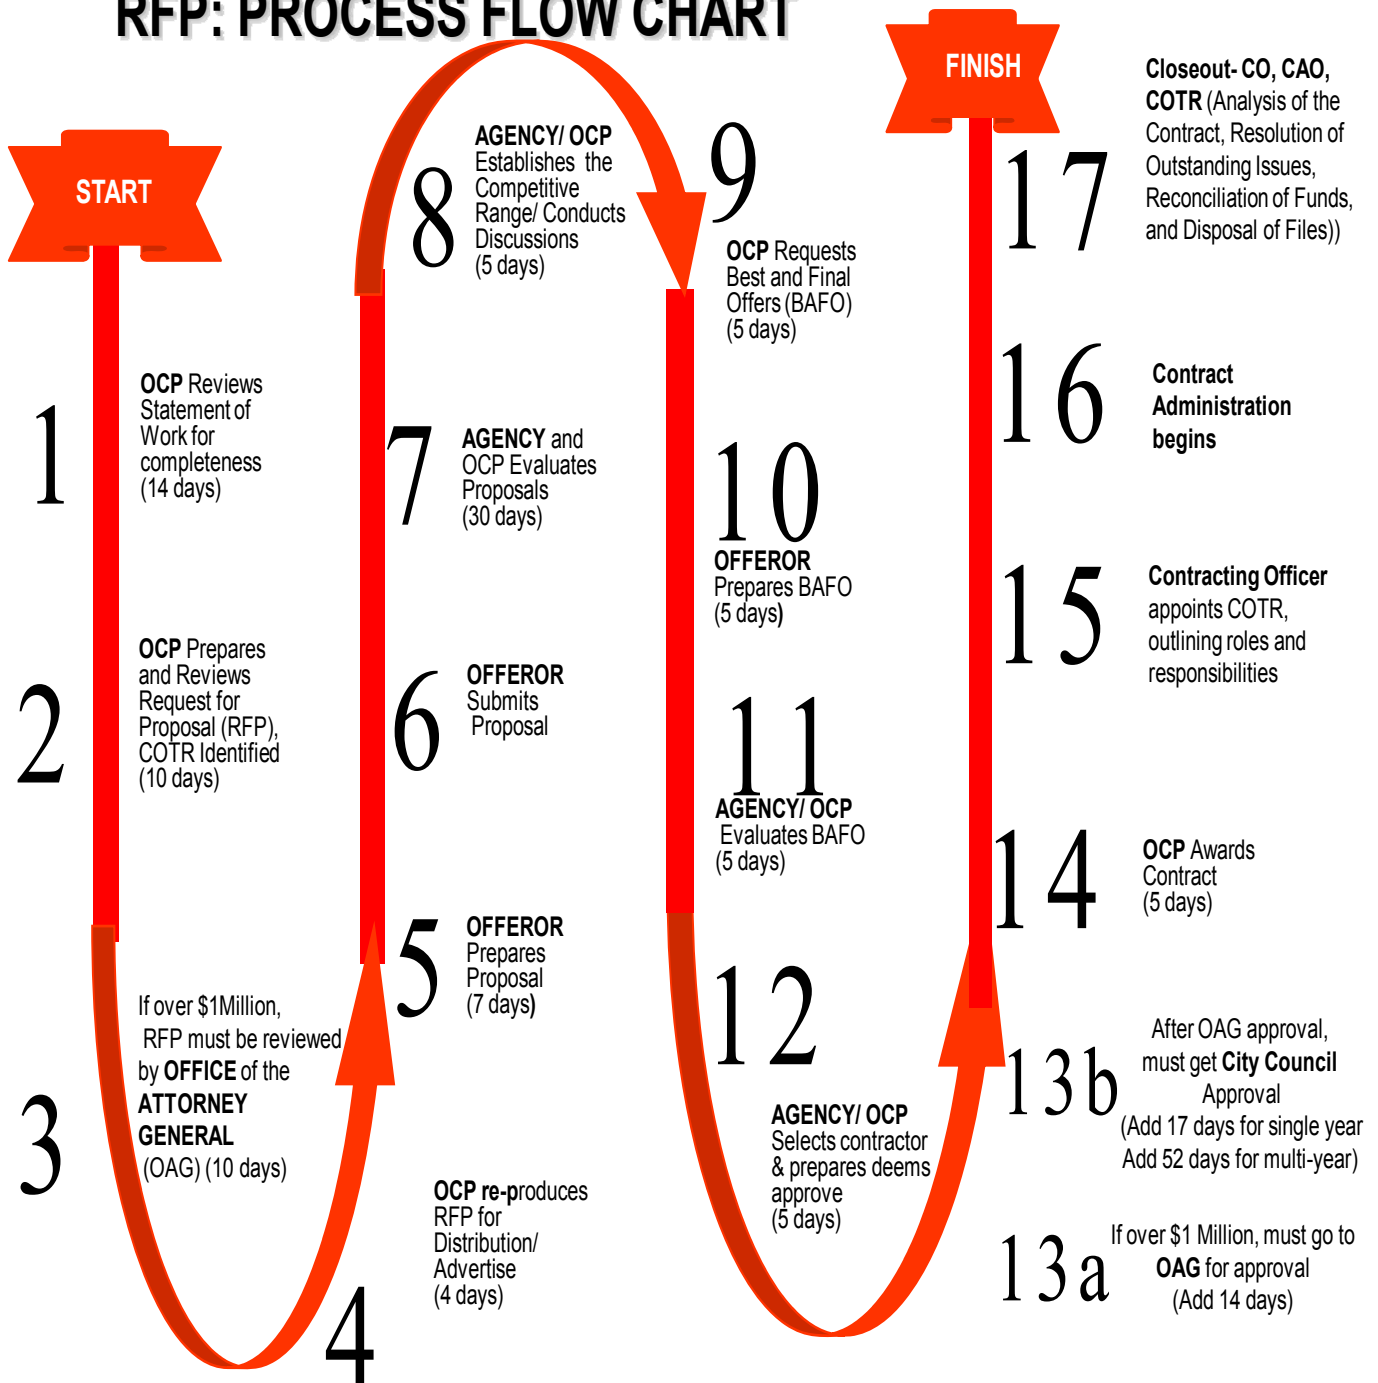 RFP: PROCESS FLOW CHART
START
1
OCP Reviews
Statement of
Work for
completeness
(14 days)
2
OCP Prepares
and Reviews
Request for
Proposal (RFP),
COTR Identified
(10 days)
3
If over $1Million,
RFP must be reviewed
by OFFICE of the
ATTORNEY
GENERAL
(OAG) (10 days)
4
OCP re-produces
RFP for
Distribution/
Advertise
(4 days)
5
OFFEROR
Prepares
Proposal
(7 days)
6
OFFEROR
Submits
Proposal
7
AGENCY and
OCP Evaluates
Proposals
(30 days)
8
AGENCY/ OCP
Establishes the
Competitive
Range/ Conducts
Discussions
(5 days)
9
OCP Requests
Best and Final
Offers (BAFO)
(5 days)
10
OFFEROR
Prepares BAFO
(5 days)
11
AGENCY/ OCP
Evaluates BAFO
(5 days)
12
AGENCY/ OCP
Selects contractor
& prepares deems
approve
(5 days)
13a
If over $1 Million, must go to
OAG for approval
(Add 14 days)
13b
After OAG approval,
must get City Council
Approval
(Add 17 days for single year
Add 52 days for multi-year)
14
OCP Awards
Contract
(5 days)
15
Contracting Officer
appoints COTR,
outlining roles and
responsibilities
16
Contract
Administration
begins
17
Closeout- CO, CAO,
COTR (Analysis of the
Contract, Resolution of
Outstanding Issues,
Reconciliation of Funds,
and Disposal of Files))
FINISH